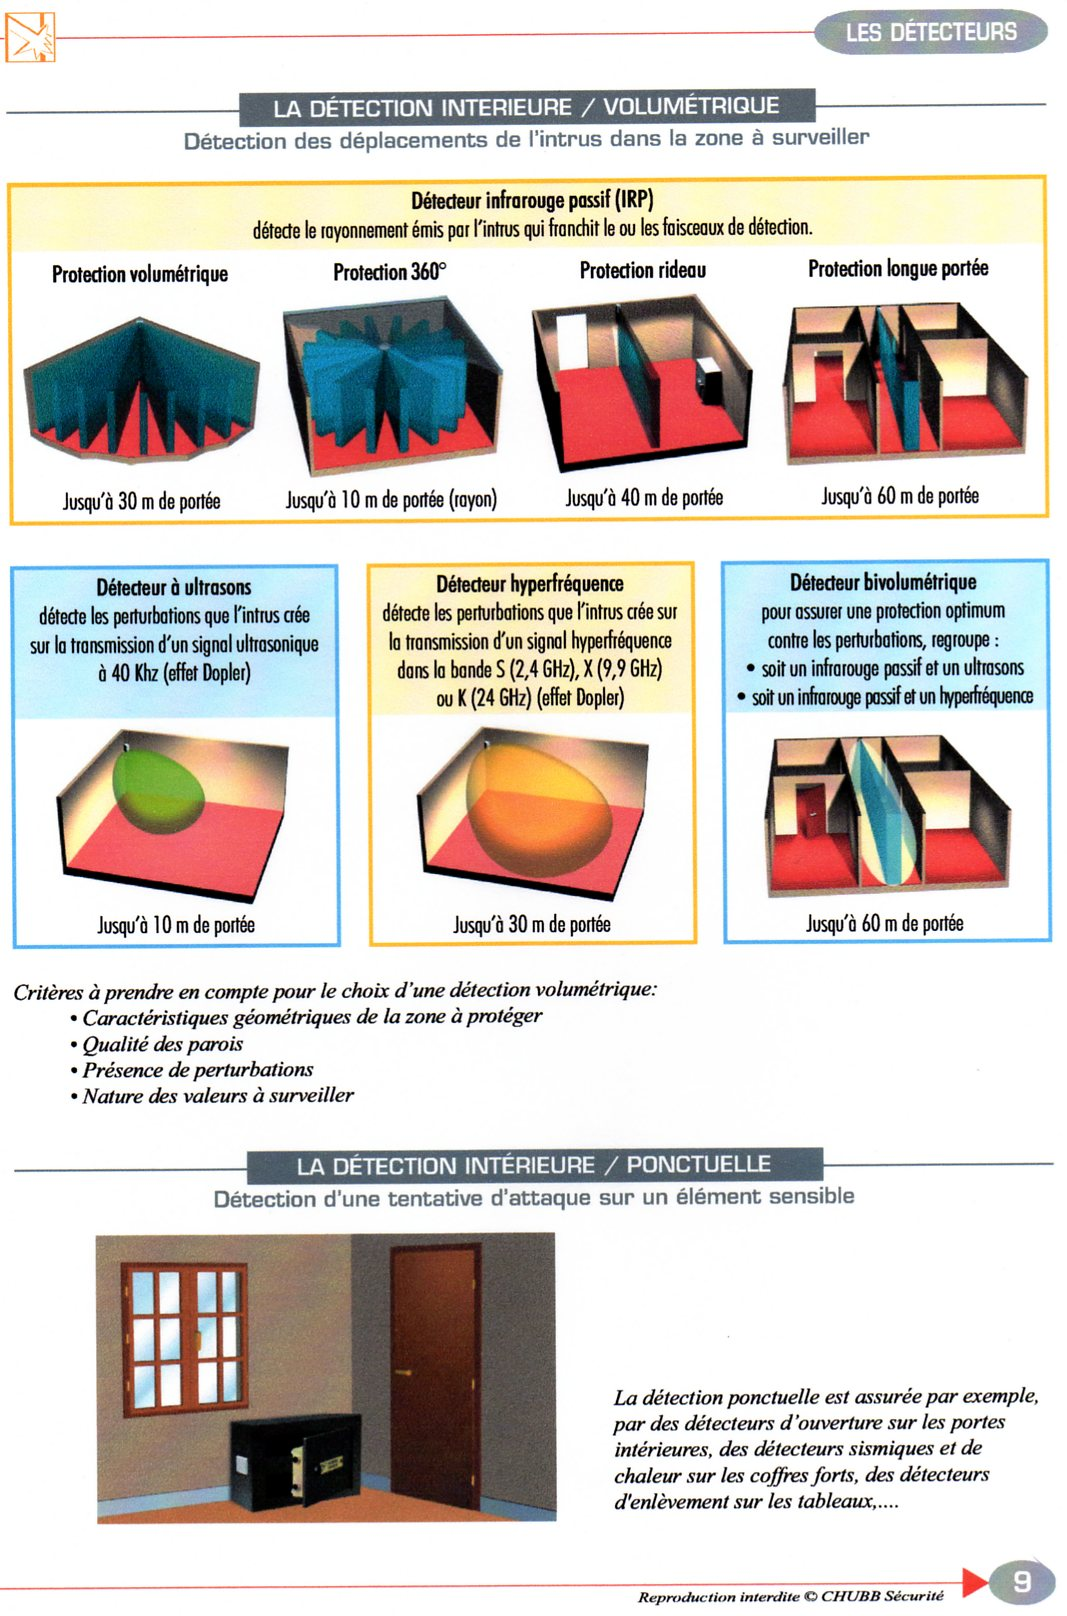 LES DÉTECTEURS
LA DÉTECTION INTERIEURE / VOLUMÉTRIQUE
Détection des déplacements de l'intrus dans la zone à surveiller
Détecteur infrarouge passif (IRP)
détecte le rayonnement émis par l'intrus qui franchit le ou les faisceaux de détection.
Protection volumétrique
Jusqu'à 30 m de portée
Protection 360°
Jusqu'à 10 m de portée (rayon)
Protection rideau
Jusqu'à 40 m de portée
Protection longue portée
Jusqu'à 60 m de portée
Détecteur à ultrasons
détecte les perturbations que l'intrus crée
sur la transmission d'un signal ultrasonique
à 40 Khz (effet Dopler)
Jusqu'à 10 m de portée
Détecteur hyperfréquence
détecte les perturbations que l'intrus crée sur
la transmission d'un signal hyperfréquence
dans la bande S (2,4 GHz), X (9,9 GHz)
ou K (24 GHz) (effet Dopler)
Jusqu'à 30 m de portée
Détecteur bivolumétrique
pour assurer une protection optimum
contre les perturbations, regroupe :
• soit un infrarouge passif et un ultrasons
• soit un infrarouge passif et un hyperfréquence
Jusqu'à 60 m de portée
Critères à prendre en compte pour le choix d'une détection volumétrique:
• Caractéristiques géométriques de la zone à protéger
• Qualité des parois
• Présence de perturbations
• Nature des valeurs à surveiller
LA DÉTECTION INTÉRIEURE / PONCTUELLE
Détection d'une tentative d'attaque sur un élément sensible
La détection ponctuelle est assurée par exemple,
par des détecteurs d'ouverture sur les portes
intérieures, des détecteurs sismiques et de
chaleur sur les coffres forts, des détecteurs
d'enlèvement sur les tableaux,....
Reproduction interdite © CHUBB Sécurité
9